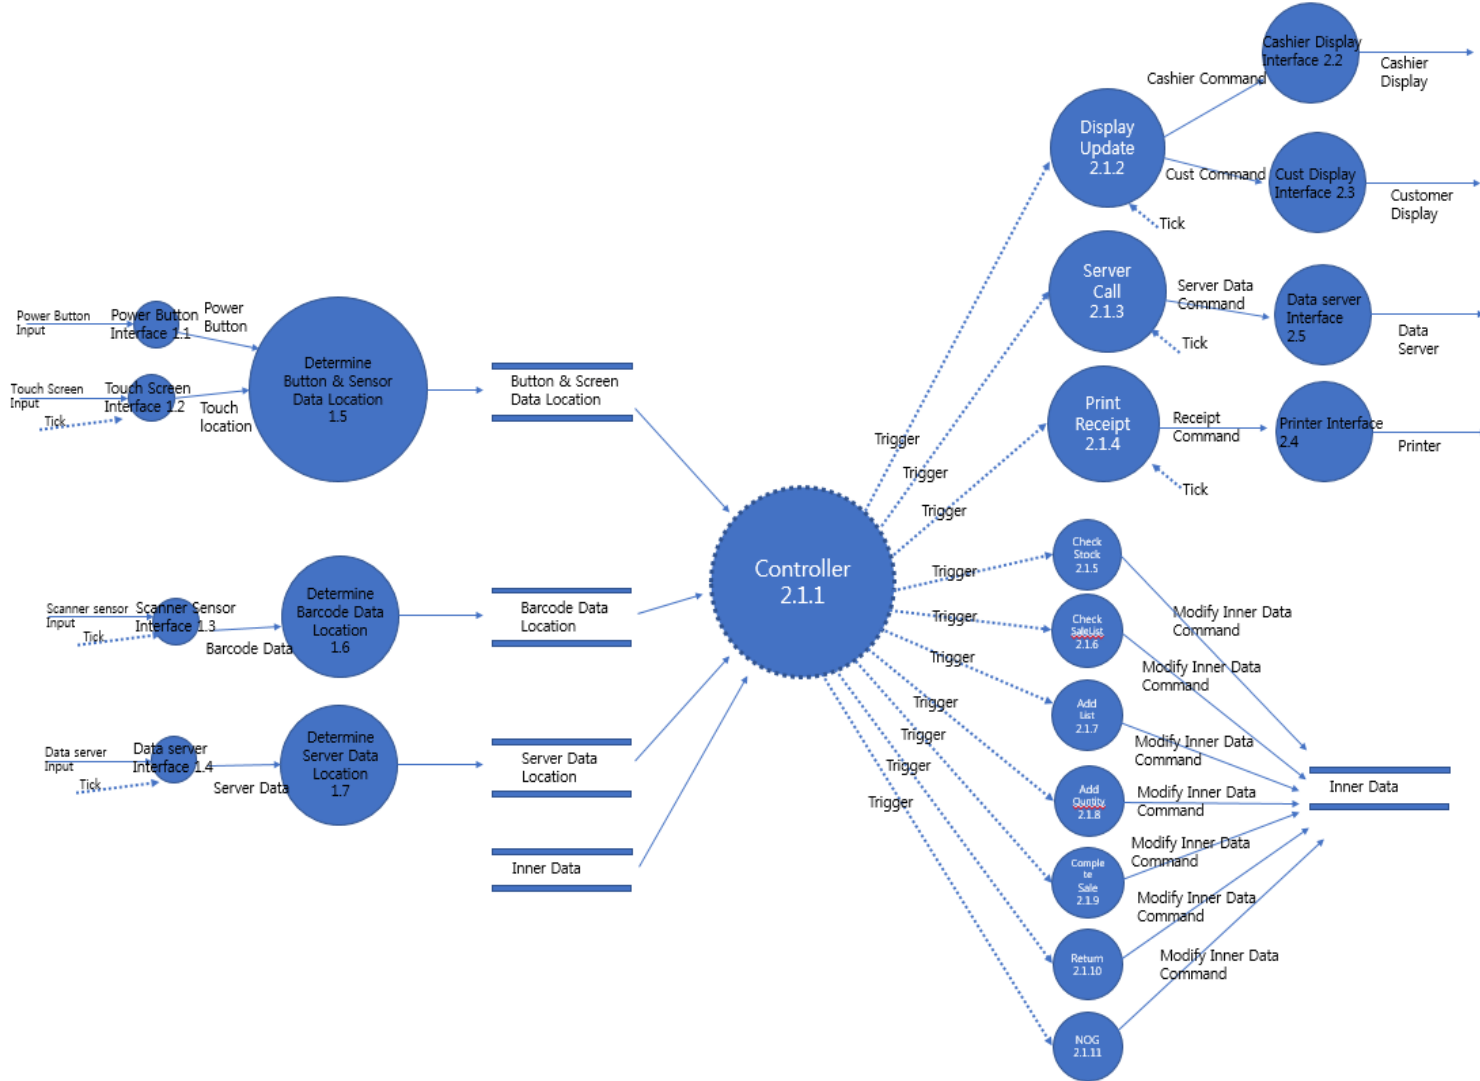 Cashier Display
Interface 2.2
Cashier
Display
Cashier Command
Display
Update
2.1.2
Cust Command
Cust Display
Interface 2.3
Customer
Display
Tick
Server
Call
2.1.3
Server Data
Command
Data server
Interface
2.5
Data
Server
Tick
Print
Receipt
2.1.4
Receipt
Command
Printer Interface
2.4
Printer
Tick
Power Button
Input
Power Button
Interface 1.1
Power
Button
Touch Screen
Input
Tick
Touch Screen
Interface 1.2
Touch
location
Determine
Button & Sensor
Data Location
1.5
Button & Screen
Data Location
Scanner sensor
Input
Tick
Scanner Sensor
Interface 1.3
Barcode Data
Determine
Barcode Data
Location
1.6
Barcode Data
Location
Data server
Input
Tick
Data server
Interface 1.4
Server Data
Determine
Server Data
Location
1.7
Server Data
Location
Inner Data
Controller
2.1.1
Trigger
Trigger
Trigger
Trigger
Trigger
Trigger
Trigger
Trigger
Trigger
Trigger
Check
Stock
2.1.5
Modify Inner Data
Command
Check
SaleList
2.1.6
Modify Inner Data
Command
Add
List
2.1.7
Modify Inner Data
Command
Add
Quntity
2.1.8
Modify Inner Data
Command
Comple
te
Sale
2.1.9
Modify Inner Data
Command
Return
2.1.10
Modify Inner Data
Command
NOG
2.1.11
Modify Inner Data
Command
Inner Data